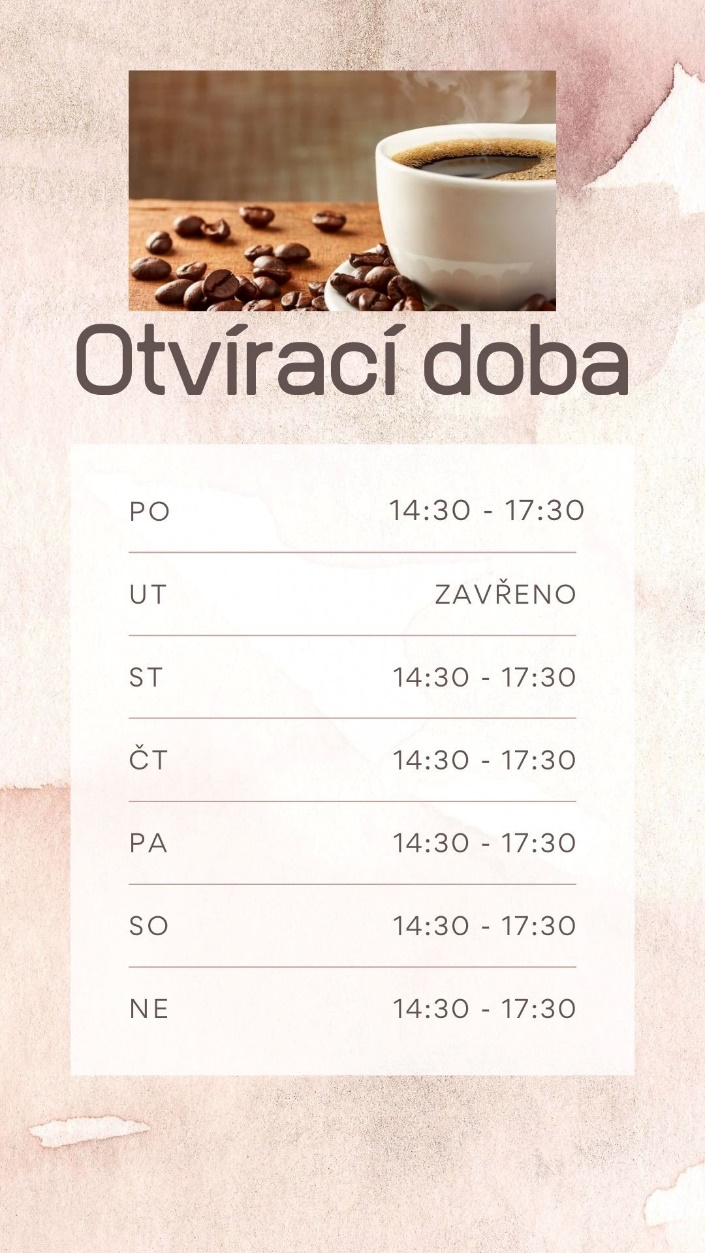 Otvírací doba
PO 14:30 - 17:30
UT ZAVŘENO
ST 14:30 - 17:30
ČT 14:30 - 17:30
PA 14:30 - 17:30
SO 14:30 - 17:30
NE 14:30 - 17:30